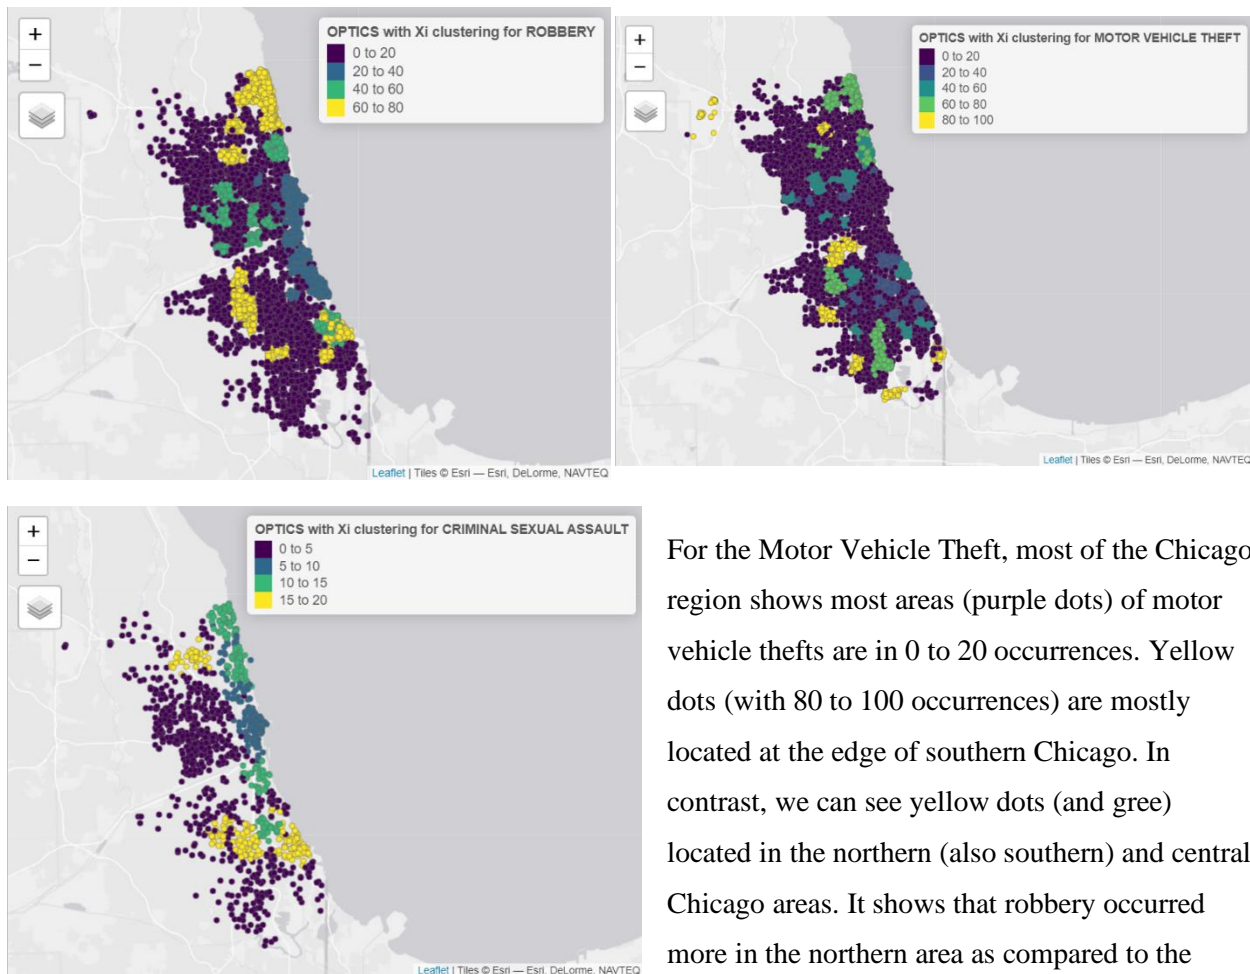 +
−
OPTICS with Xi clustering for ROBBERY
0 to 20
20 to 40
40 to 60
60 to 80
Leaflet | Tiles © Esri — Esri, DeLorme, NAVTEQ
+
−
OPTICS with Xi clustering for MOTOR VEHICLE THEFT
0 to 20
20 to 40
40 to 60
60 to 80
80 to 100
Leaflet | Tiles © Esri — Esri, DeLorme, NAVTEQ
+
−
OPTICS with Xi clustering for CRIMINAL SEXUAL ASSAULT
0 to 5
5 to 10
10 to 15
15 to 20
Leaflet | Tiles © Esri — Esri, DeLorme, NAVTEQ
For the Motor Vehicle Theft, most of the Chicago
region shows most areas (purple dots) of motor
vehicle thefts are in 0 to 20 occurrences. Yellow
dots (with 80 to 100 occurrences) are mostly
located at the edge of southern Chicago. In
contrast, we can see yellow dots (and gree)
located in the northern (also southern) and central
Chicago areas. It shows that robbery occurred
more in the northern area as compared to the